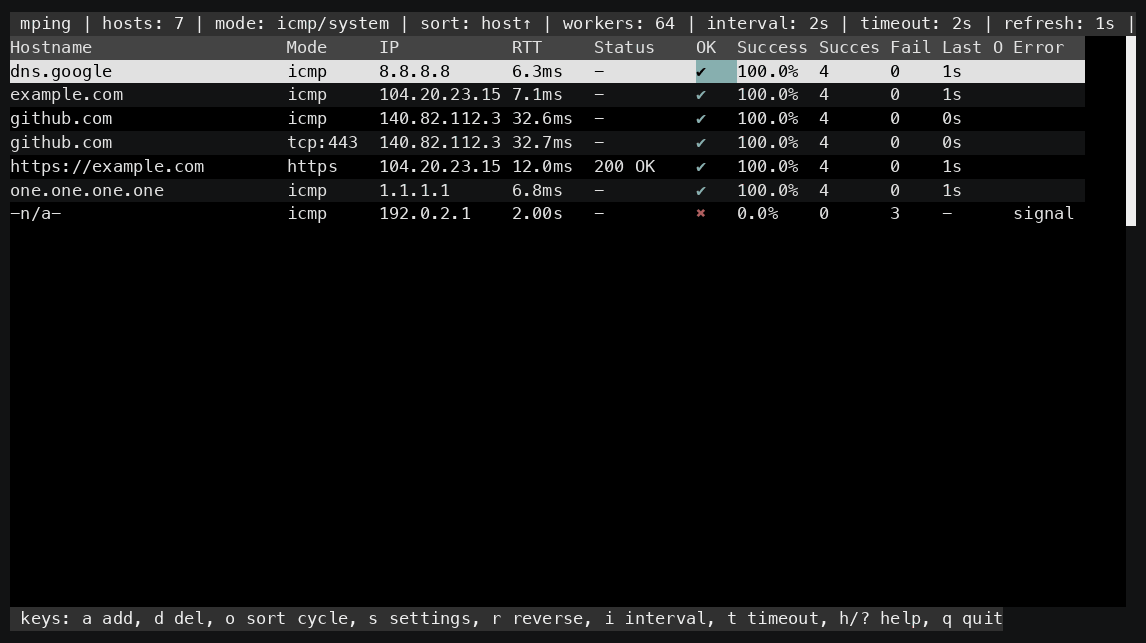 mping | hosts: 7 | mode: icmp/system | sort: host↑ | workers: 64 | interval: 2s | timeout: 2s | refresh: 1s |
Hostname Mode IP RTT Status OK Success Succes Fail Last O Error
dns.google icmp 8.8.8.8 6.3ms – ✔ 100.0% 4 0 1s
example.com icmp 104.20.23.15 7.1ms – ✔ 100.0% 4 0 1s
github.com icmp 140.82.112.3 32.6ms – ✔ 100.0% 4 0 0s
github.com tcp:443 140.82.112.3 32.7ms – ✔ 100.0% 4 0 0s
https://example.com https 104.20.23.15 12.0ms 200 OK ✔ 100.0% 4 0 1s
one.one.one.one icmp 1.1.1.1 6.8ms – ✔ 100.0% 4 0 1s
–n/a– icmp 192.0.2.1 2.00s – ✖ 0.0% 0 3 – signal
keys: a add, d del, o sort cycle, s settings, r reverse, i interval, t timeout, h/? help, q quit